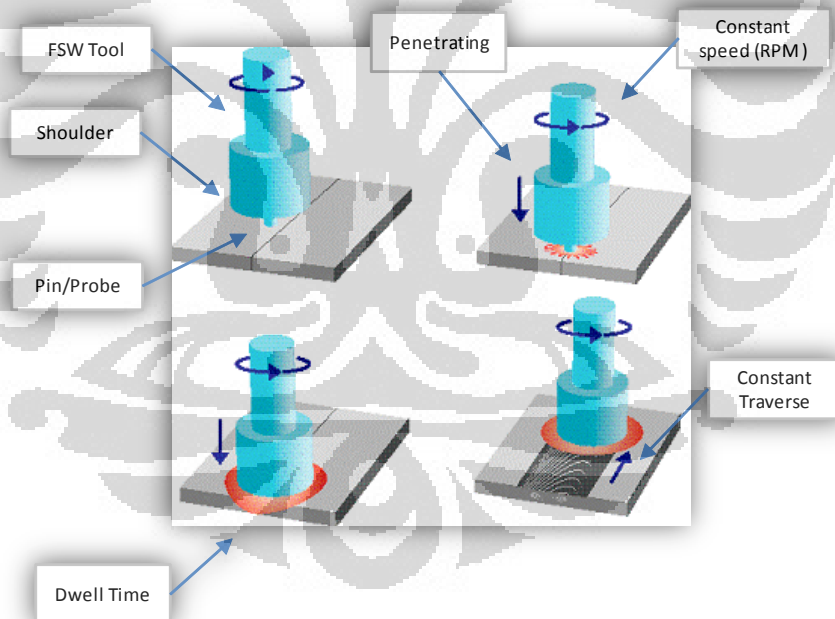 FSW Tool
Penetrating
Constant
speed (RPM)
Shoulder
Pin/Probe
Constant
Traverse
Dwell Time